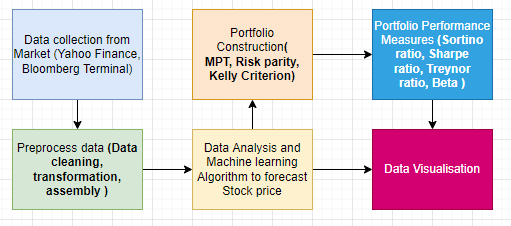 Data collection from
Market (Yahoo Finance,
Bloomberg Terminal)
Portfolio
Construction(
MPT, Risk parity,
Kelly Criterion)
Portfolio Performance
Measures (Sortino
ratio, Sharpe
ratio, Treynor
ratio, Beta )
Preprocess data (Data
cleaning,
transformation,
assembly )
Data Analysis and
Machine learning
Algorithm to forecast
Stock price
Data Visualisation